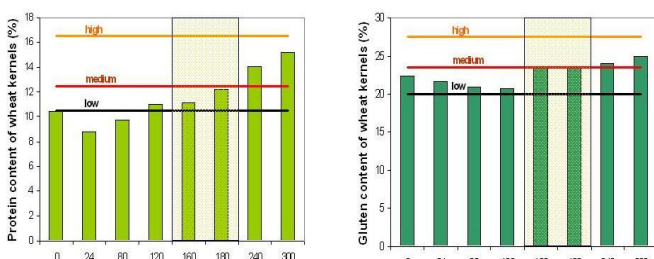 Protein content of wheat kernels (%)
18
16
14
12
10
8
6
4
2
0
high
medium
low
0 24 80 120 160 180 240 300
Gluten content of wheat kernels (%)
30
25
20
15
10
5
0
high
medium
low